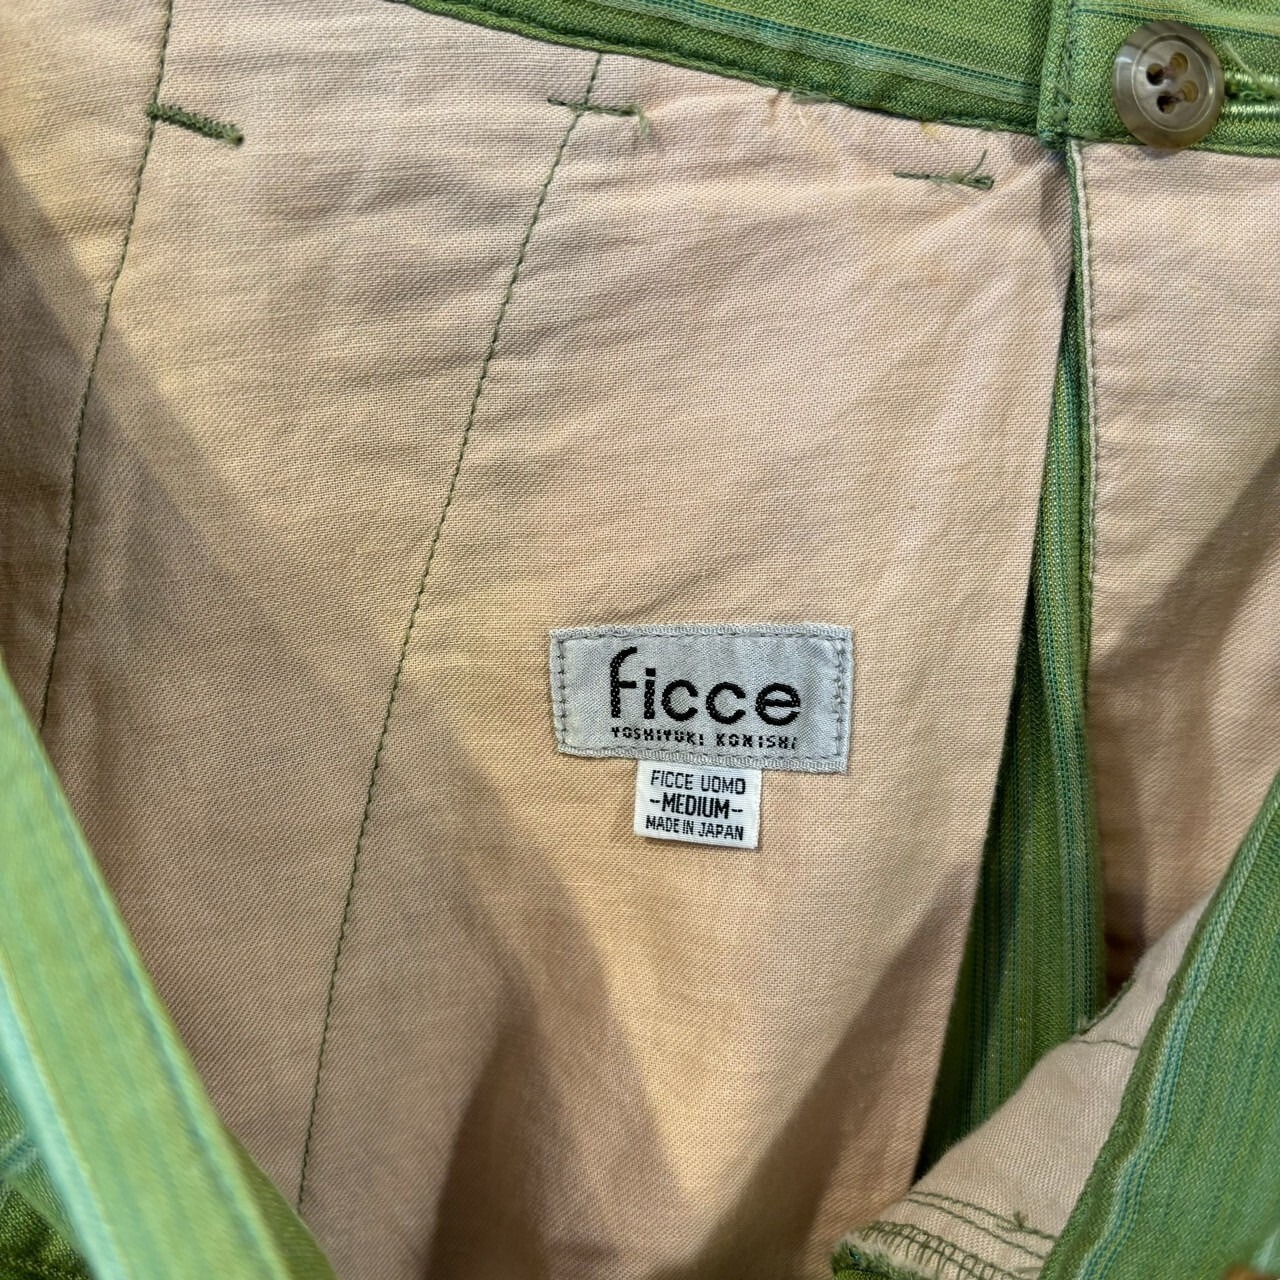 ficce
YOSHIYUKI KONISHI
FICCE UOMO
-MEDIUM-
MADE IN JAPAN